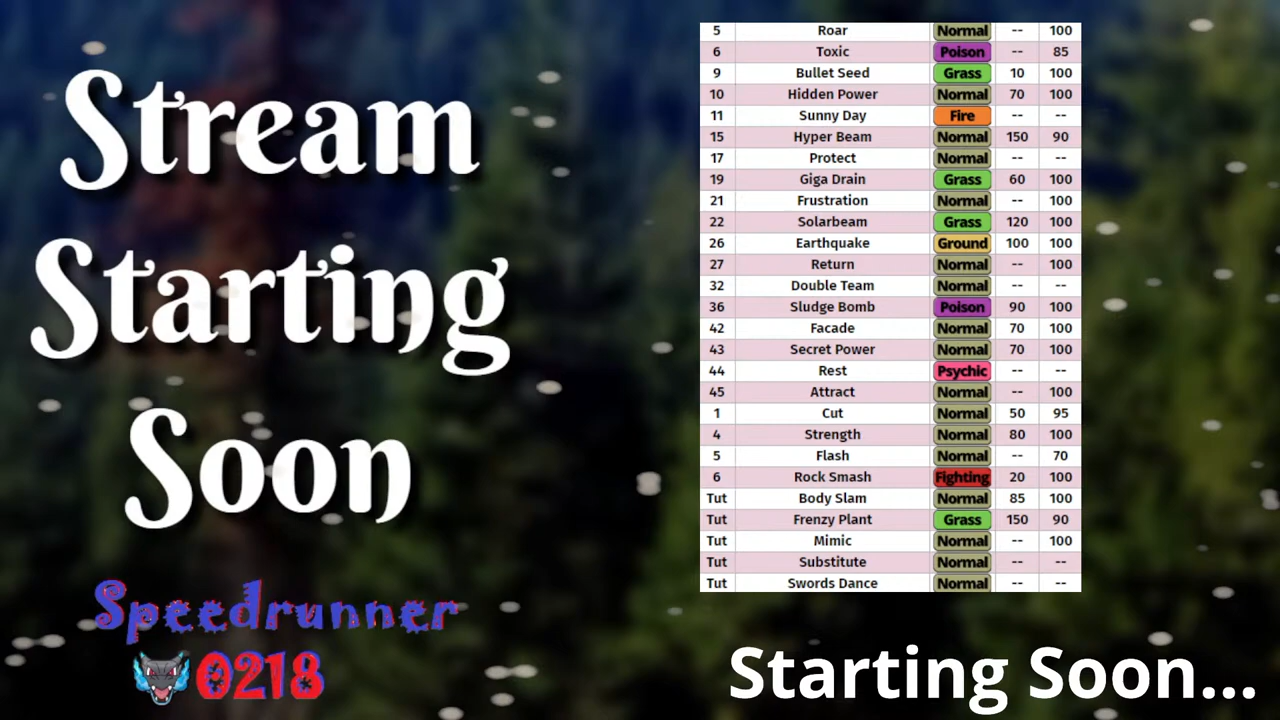 Stream
Starting
Soon
Speedrunner
0218
5 Roar Normal -- 100
6 Toxic Poison -- 85
9 Bullet Seed Grass 10 100
10 Hidden Power Normal 70 100
11 Sunny Day Fire -- --
15 Hyper Beam Normal 150 90
17 Protect Normal -- --
19 Giga Drain Grass 60 100
21 Frustration Normal -- 100
22 Solarbeam Grass 120 100
26 Earthquake Ground 100 100
27 Return Normal -- 100
32 Double Team Normal -- --
36 Sludge Bomb Poison 90 100
42 Facade Normal 70 100
43 Secret Power Normal 70 100
44 Rest Psychic -- --
45 Attract Normal -- 100
1 Cut Normal 50 95
4 Strength Normal 80 100
5 Flash Normal -- 70
6 Rock Smash Fighting 20 100
Tut Body Slam Normal 85 100
Tut Frenzy Plant Grass 150 90
Tut Mimic Normal -- 100
Tut Substitute Normal -- --
Tut Swords Dance Normal -- --
Starting Soon...